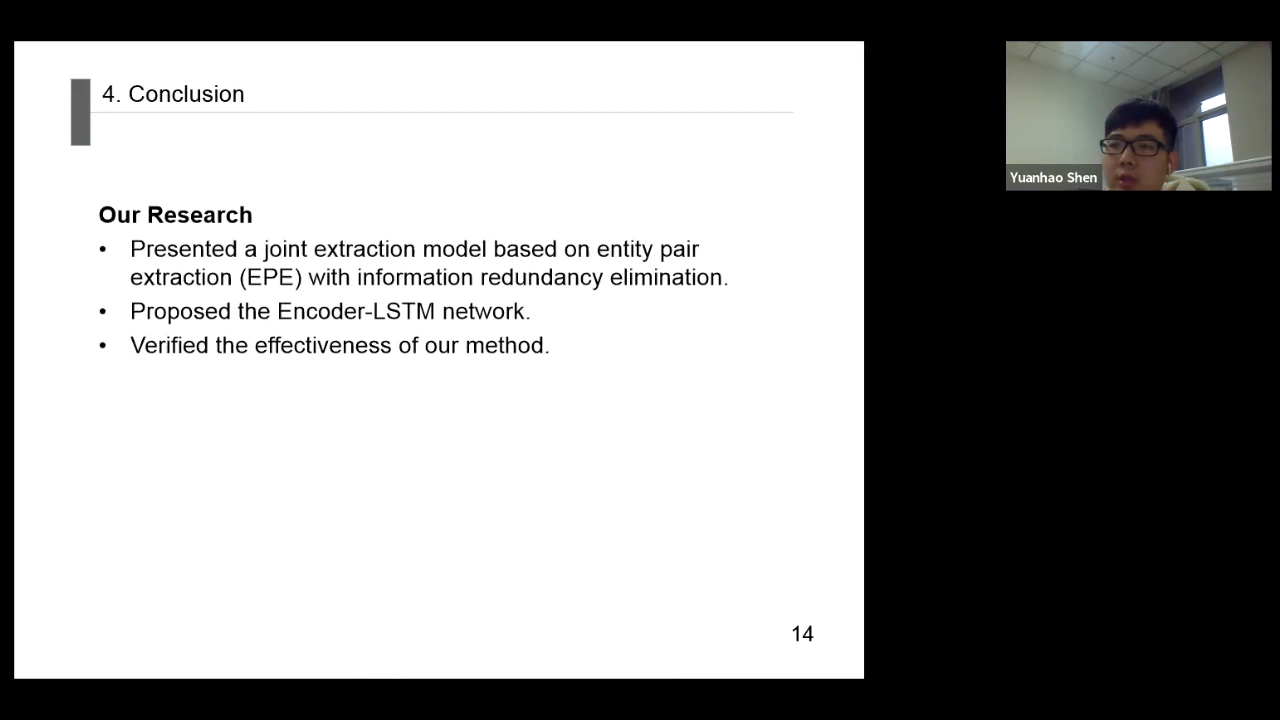 4. Conclusion
Our Research
• Presented a joint extraction model based on entity pair
extraction (EPE) with information redundancy elimination.
• Proposed the Encoder-LSTM network.
• Verified the effectiveness of our method.
14
Yuanhao Shen